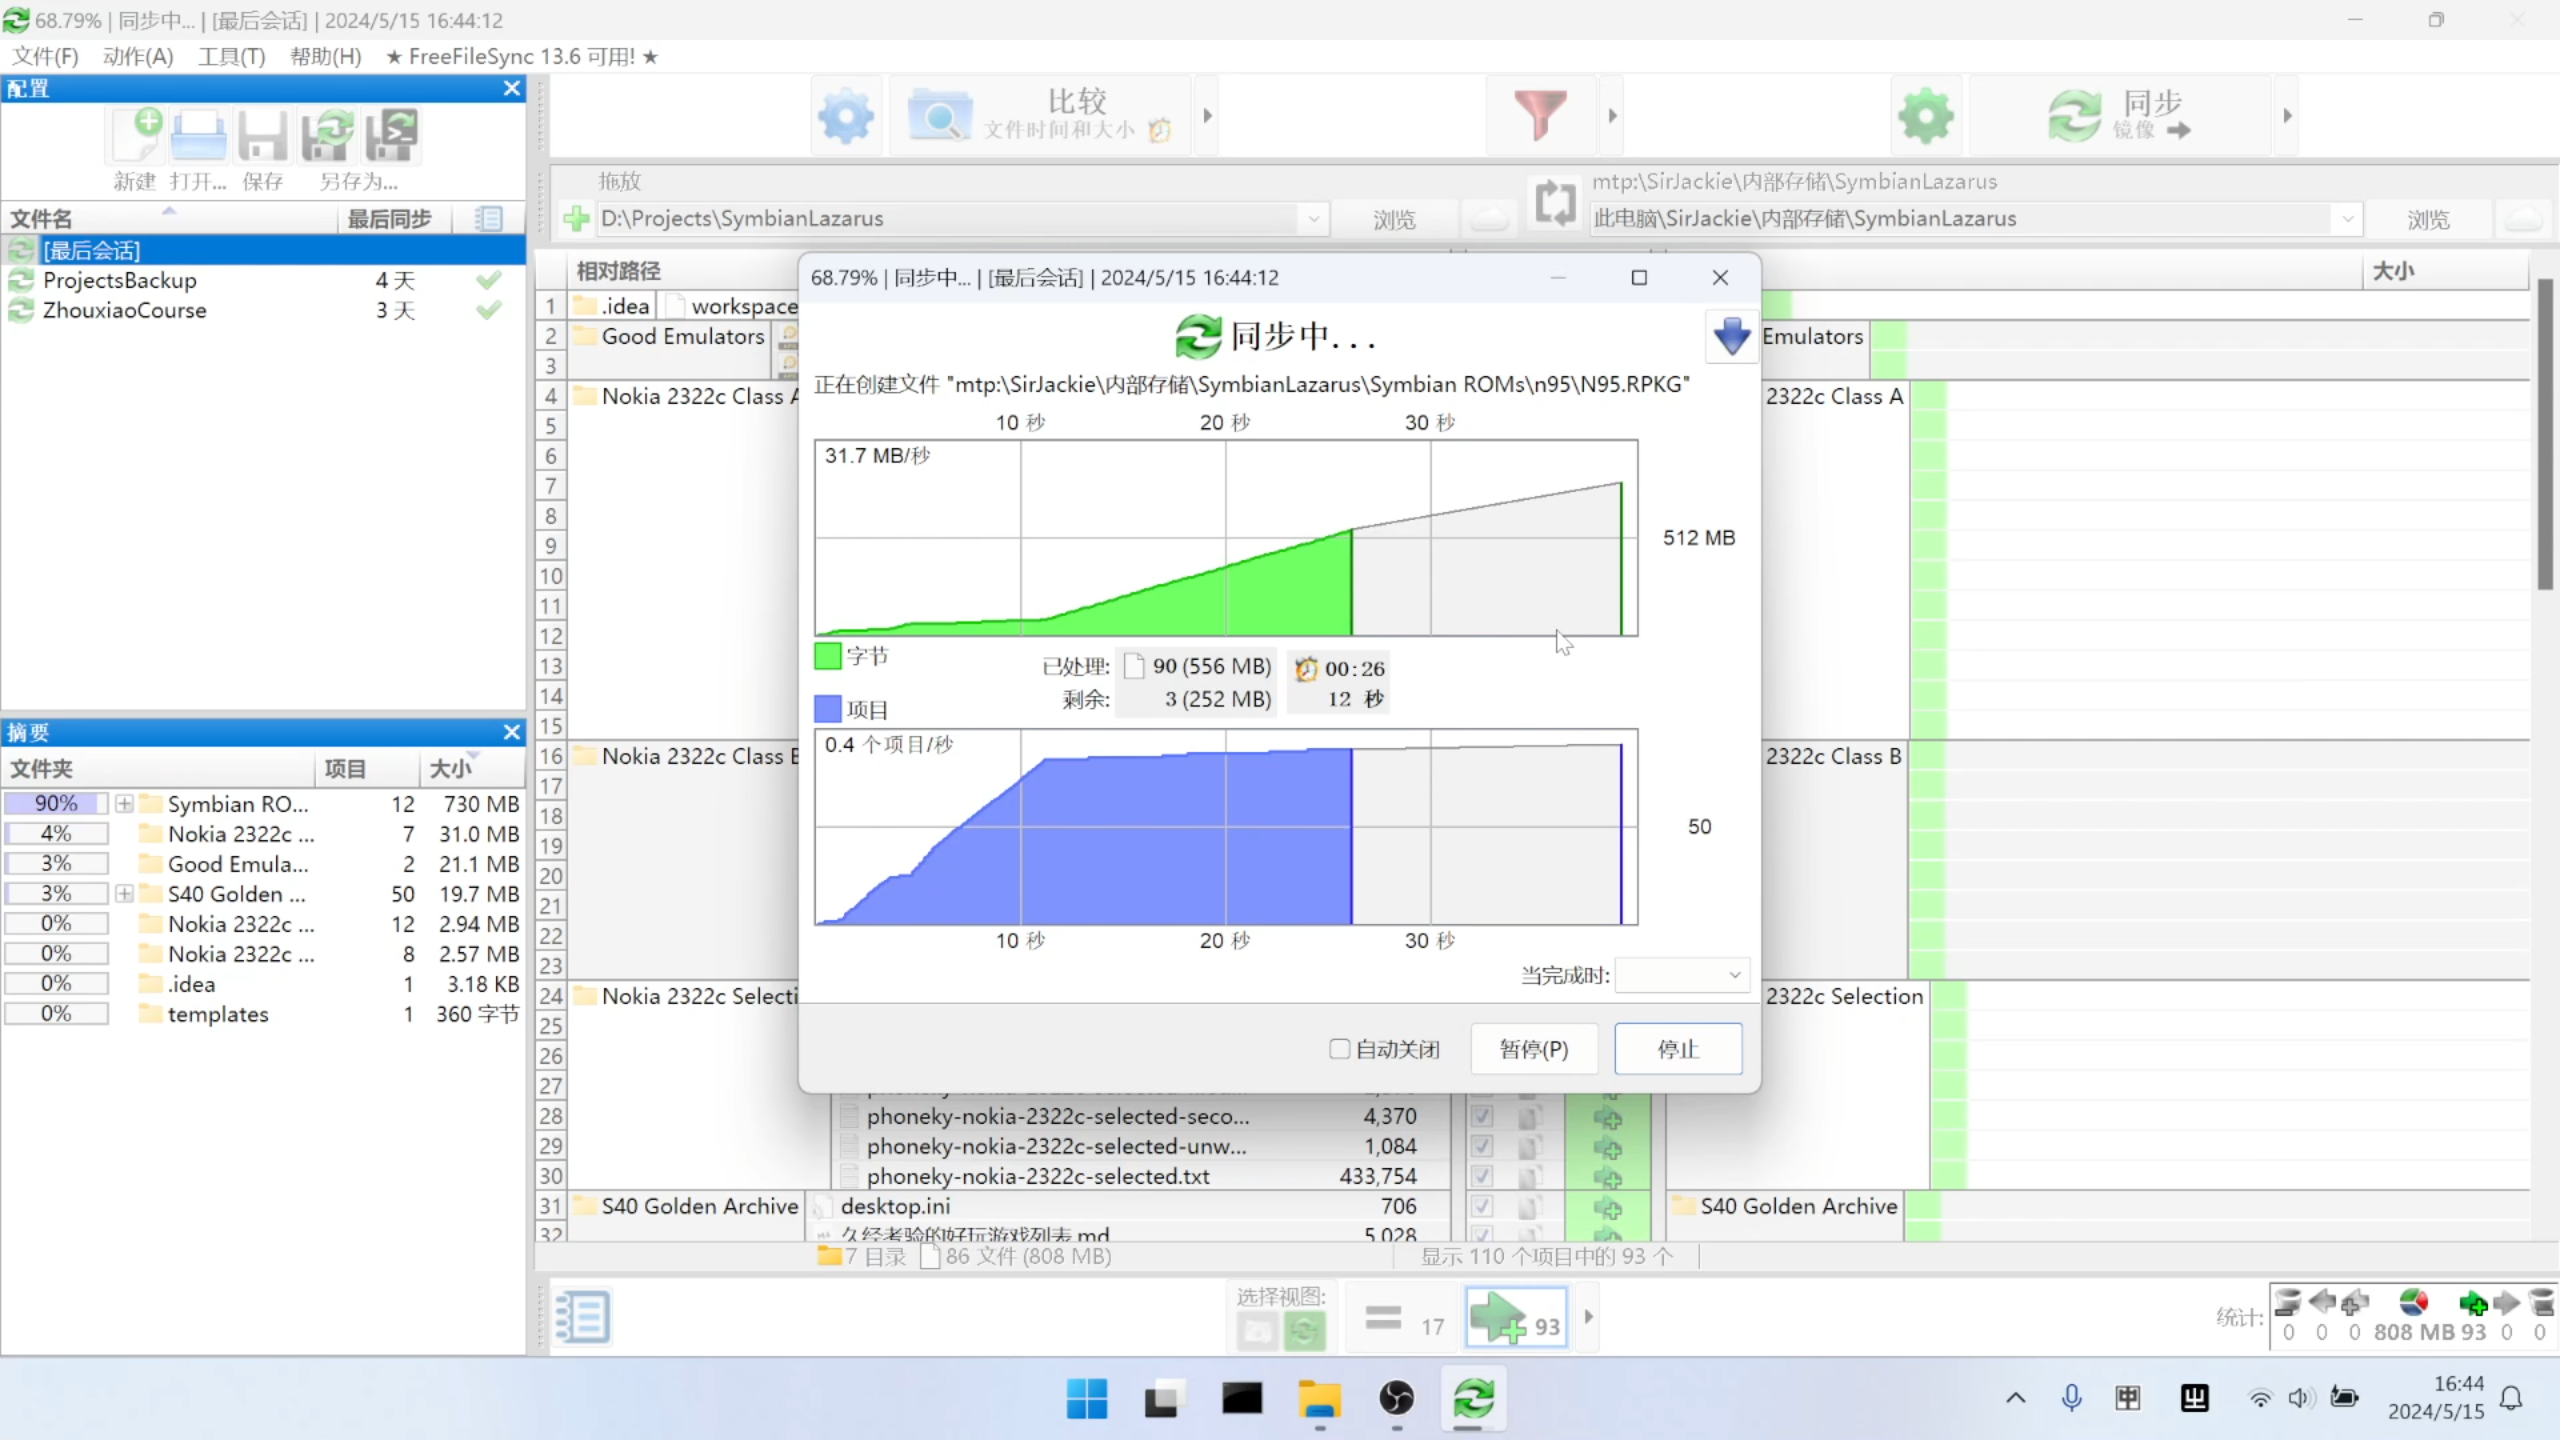 68.79% | 同步中... | [最后会话] | 2024/5/15 16:44:12
文件(F) 动作(A) 工具(T) 帮助(H) ★ FreeFileSync 13.6 可用! ★
配置
新建 打开... 保存 另存为...
比较
文件时间和大小
同步
镜像
文件名 最后同步
[最后会话]
ProjectsBackup 4 天
ZhouxiaoCourse 3 天
拖放
D:\Projects\SymbianLazarus 浏览
mtp:\SirJackie\内部存储\SymbianLazarus
此电脑\SirJackie\内部存储\SymbianLazarus 浏览
相对路径
大小
1 .idea workspace
2 Good Emulators
3
4 Nokia 2322c Class A
5
6
7
8
9
10
11
12
13
14
15
16 Nokia 2322c Class B
17
18
19
20
21
22
23
24 Nokia 2322c Selecti
25
26
27
28 phoneky-nokia-2322c-selected-seco... 4,370
29 phoneky-nokia-2322c-selected-unw... 1,084
30 phoneky-nokia-2322c-selected.txt 433,754
31 S40 Golden Archive desktop.ini 706
32 久经考验的好玩游戏列表.md 5,028
Emulators
2322c Class A
2322c Class B
2322c Selection
S40 Golden Archive
68.79% | 同步中... | [最后会话] | 2024/5/15 16:44:12
同步中...
正在创建文件 "mtp:\SirJackie\内部存储\SymbianLazarus\Symbian ROMs\n95\N95.RPKG"
10 秒 20 秒 30 秒
31.7 MB/秒
512 MB
字节
项目
已处理: 90 (556 MB) 00:26
剩余: 3 (252 MB) 12 秒
0.4 个项目/秒
50
10 秒 20 秒 30 秒
当完成时:
自动关闭 暂停(P) 停止
摘要
文件夹 项目 大小
90% Symbian RO... 12 730 MB
4% Nokia 2322c ... 7 31.0 MB
3% Good Emula... 2 21.1 MB
3% S40 Golden ... 50 19.7 MB
0% Nokia 2322c ... 12 2.94 MB
0% Nokia 2322c ... 8 2.57 MB
0% .idea 1 3.18 KB
0% templates 1 360 字节
7 目录 86 文件 (808 MB)
显示 110 个项目中的 93 个
选择视图:
17
93
统计:
0 0 0 808 MB 93 0 0
中
16:44
2024/5/15